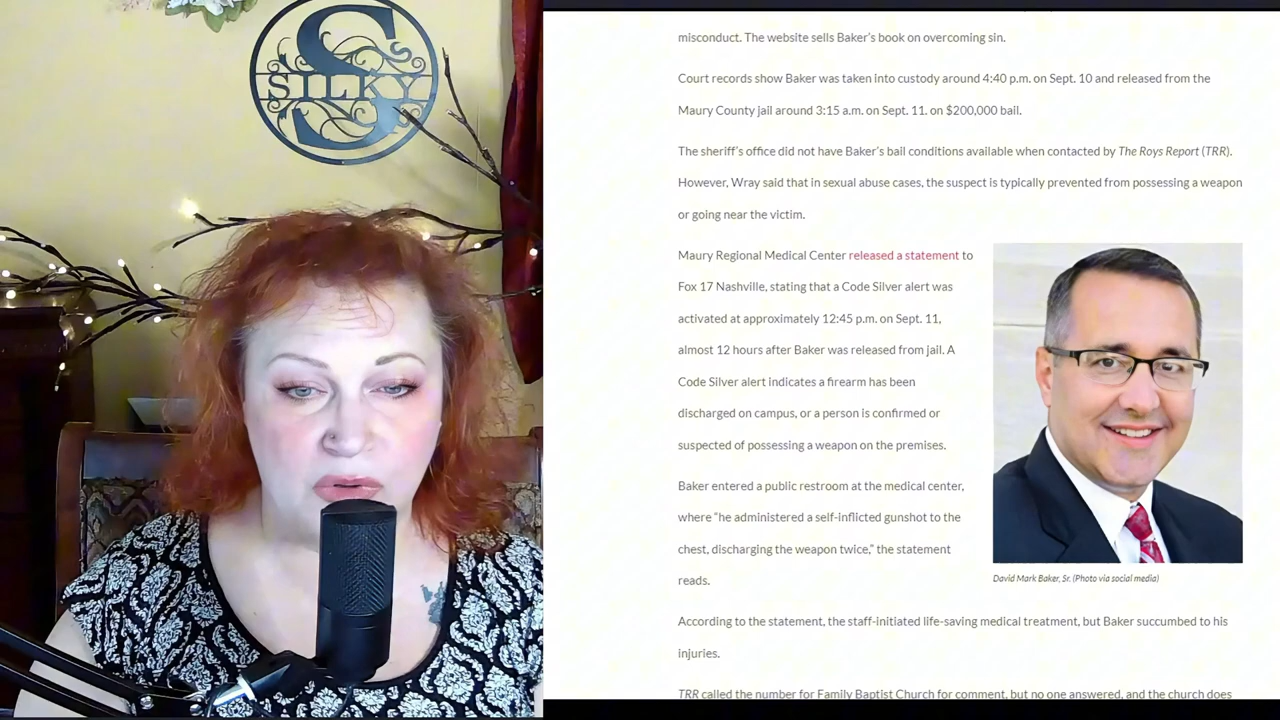 S
SILKY
misconduct. The website sells Baker’s book on overcoming sin.
Court records show Baker was taken into custody around 4:40 p.m. on Sept. 10 and released from the
Maury County jail around 3:15 a.m. on Sept. 11. on $200,000 bail.
The sheriff’s office did not have Baker’s bail conditions available when contacted by The Roys Report (TRR).
However, Wray said that in sexual abuse cases, the suspect is typically prevented from possessing a weapon
or going near the victim.
Maury Regional Medical Center released a statement to
Fox 17 Nashville, stating that a Code Silver alert was
activated at approximately 12:45 p.m. on Sept. 11,
almost 12 hours after Baker was released from jail. A
Code Silver alert indicates a firearm has been
discharged on campus, or a person is confirmed or
suspected of possessing a weapon on the premises.
Baker entered a public restroom at the medical center,
where “he administered a self-inflicted gunshot to the
chest, discharging the weapon twice,” the statement
reads.
David Mark Baker, Sr. (Photo via social media)
According to the statement, the staff-initiated life-saving medical treatment, but Baker succumbed to his
injuries.
TRR called the number for Family Baptist Church for comment, but no one answered, and the church does